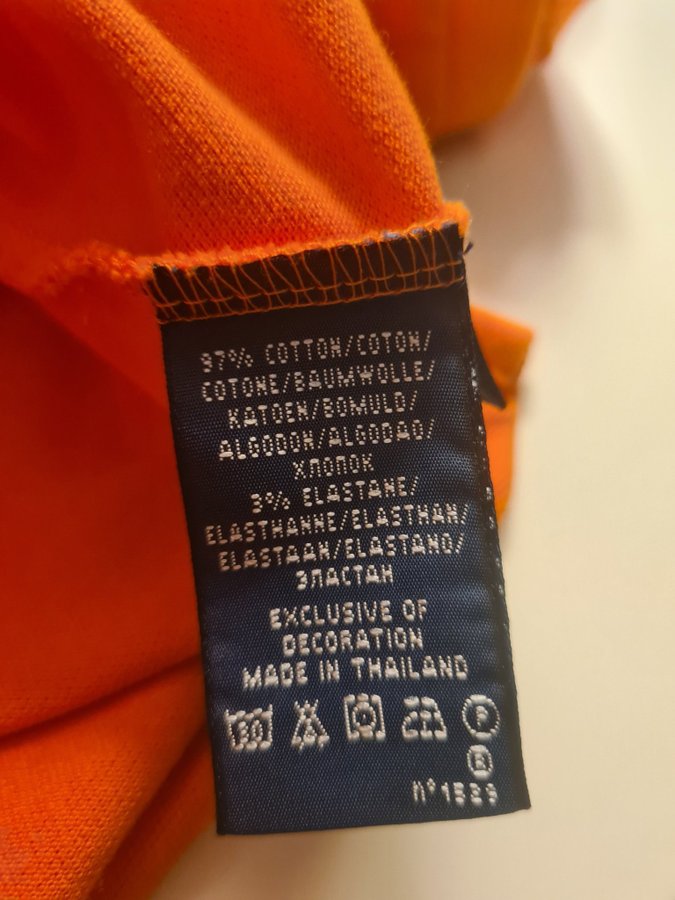 97% COTTON/COTON/
COTONE/BAUMWOLLE/
KATOEN/BOMULD/
ALGODON/ALGODAO/
ХЛОПОК
3% ELASTANE/
ELASTHANNE/ELASTHAN/
ELASTAAN/ELASTANO/
ЭЛАСТАН
EXCLUSIVE OF
DECORATION
MADE IN THAILAND
30 P
R